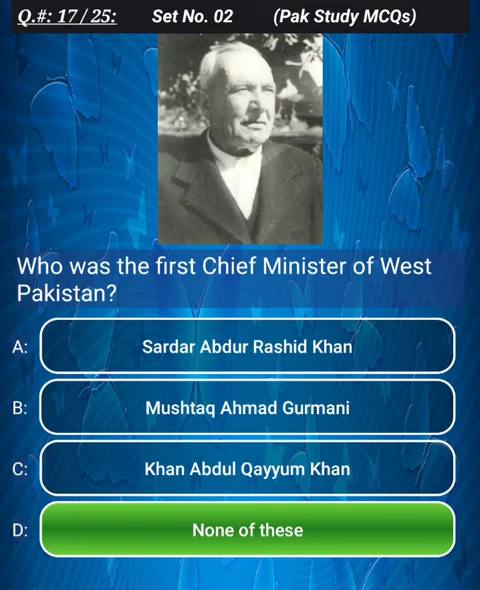 Q.#: 17 / 25: Set No. 02 (Pak Study MCQs)
Who was the first Chief Minister of West
Pakistan?
A: Sardar Abdur Rashid Khan
B: Mushtaq Ahmad Gurmani
C: Khan Abdul Qayyum Khan
D: None of these